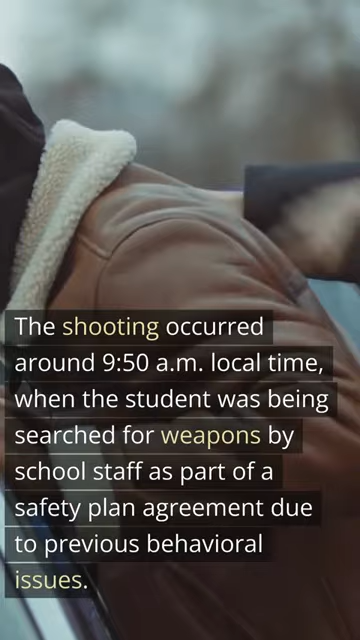 The shooting occurred
around 9:50 a.m. local time,
when the student was being
searched for weapons by
school staff as part of a
safety plan agreement due
to previous behavioral
issues.